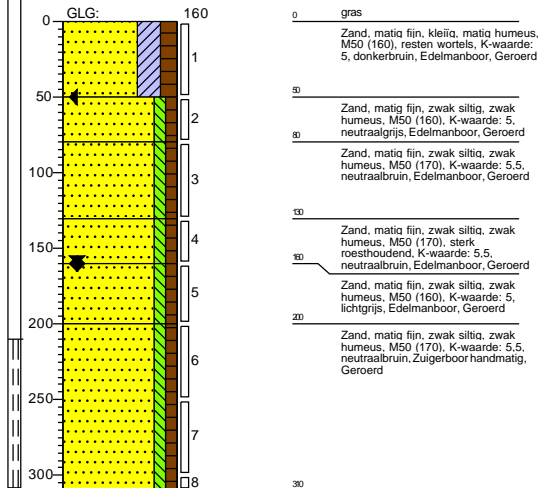 GLG: 160
0
50
100
150
200
250
300
1
2
3
4
5
6
7
8
0 gras
Zand, matig fijn, kleiïg, matig humeus,
M50 (160), resten wortels, K-waarde:
5, donkerbruin, Edelmanboor, Geroerd
50
Zand, matig fijn, zwak siltig, zwak
humeus, M50 (160), K-waarde: 5,
neutraalgrijs, Edelmanboor, Geroerd
80
Zand, matig fijn, zwak siltig, zwak
humeus, M50 (170), K-waarde: 5,5,
neutraalbruin, Edelmanboor, Geroerd
130
Zand, matig fijn, zwak siltig, zwak
humeus, M50 (170), sterk
roesthoudend, K-waarde: 5,5,
neutraalbruin, Edelmanboor, Geroerd
160
Zand, matig fijn, zwak siltig, zwak
humeus, M50 (160), K-waarde: 5,
lichtgrijs, Edelmanboor, Geroerd
200
Zand, matig fijn, zwak siltig, zwak
humeus, M50 (170), K-waarde: 5,5,
neutraalbruin, Zuigerboor handmatig,
Geroerd
310